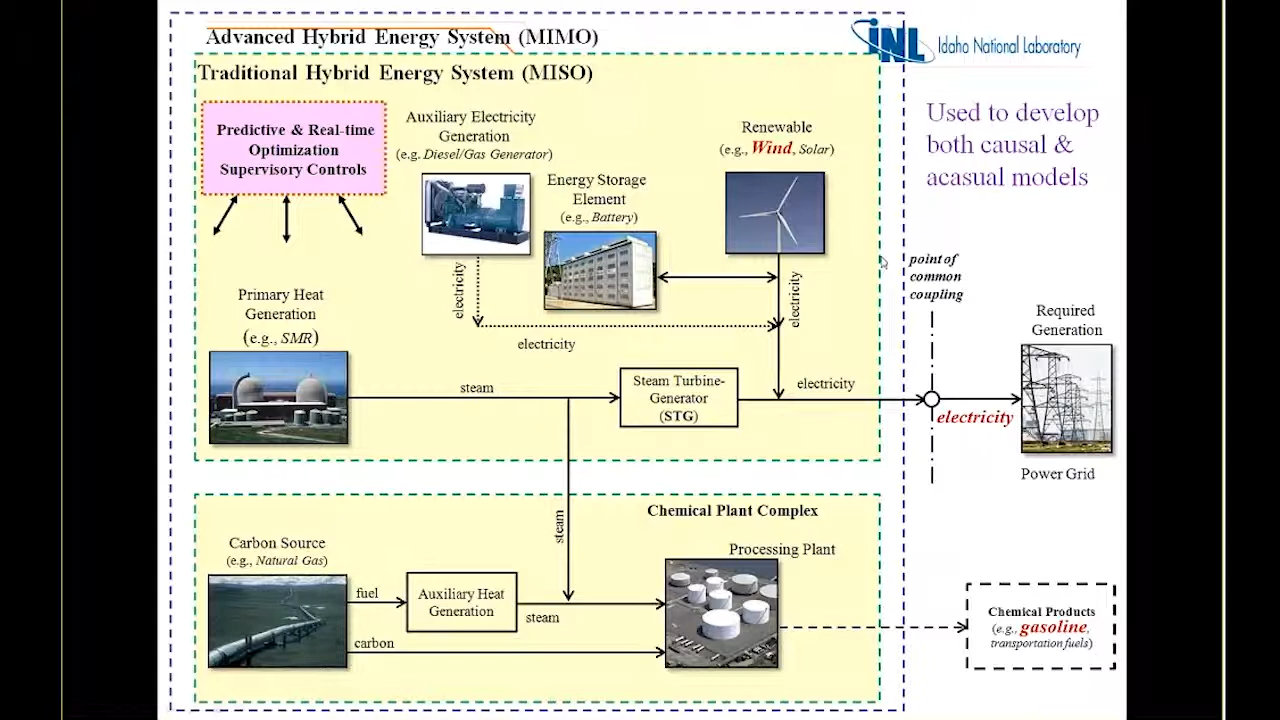 Advanced Hybrid Energy System (MIMO)
INL Idaho National Laboratory
Traditional Hybrid Energy System (MISO)
Predictive & Real-time
Optimization
Supervisory Controls
Auxiliary Electricity
Generation
(e.g. Diesel/Gas Generator)
Energy Storage
Element
(e.g., Battery)
Renewable
(e.g., Wind, Solar)
Used to develop
both causal &
acasual models
point of
common
coupling
electricity
electricity
electricity
Primary Heat
Generation
(e.g., SMR)
steam
Steam Turbine-
Generator
(STG)
electricity
electricity
Required
Generation
Power Grid
steam
Chemical Plant Complex
Carbon Source
(e.g., Natural Gas)
fuel
Auxiliary Heat
Generation
steam
carbon
Processing Plant
Chemical Products
(e.g., gasoline,
transportation fuels)